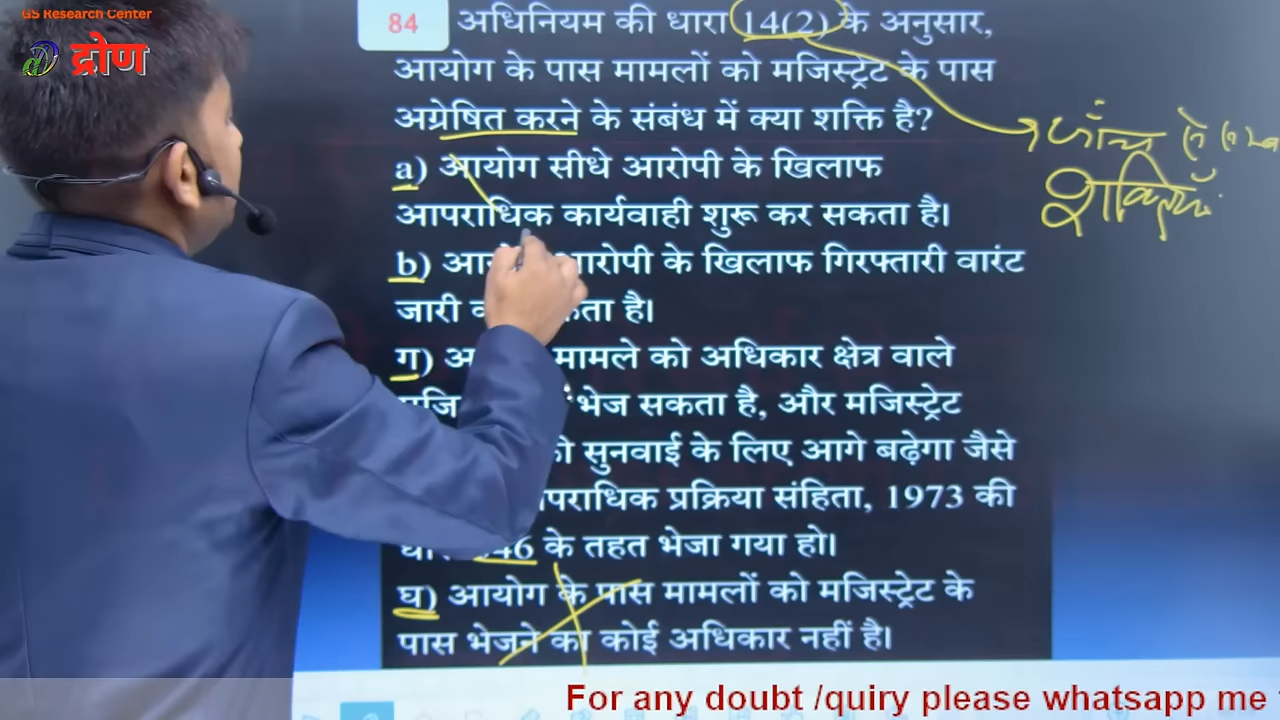 GS Research Center
द्रोण
84 अधिनियम की धारा 14(2) के अनुसार,
आयोग के पास मामलों को मजिस्ट्रेट के पास
अग्रेषित करने के संबंध में क्या शक्ति है?
a) आयोग सीधे आरोपी के खिलाफ
आपराधिक कार्यवाही शुरू कर सकता है।
b) आरोपी के खिलाफ गिरफ्तारी वारंट
जारी है।
ग) मामले को अधिकार क्षेत्र वाले
भेज सकता है, और मजिस्ट्रेट
सुनवाई के लिए आगे बढ़ेगा जैसे
प्रक्रिया संहिता, 1973 की
के तहत भेजा गया हो।
घ) आयोग के पास मामलों को मजिस्ट्रेट के
पास भेजने का कोई अधिकार नहीं है।
जाँच
शक्तियाँ
For any doubt /quiry please whatsapp me